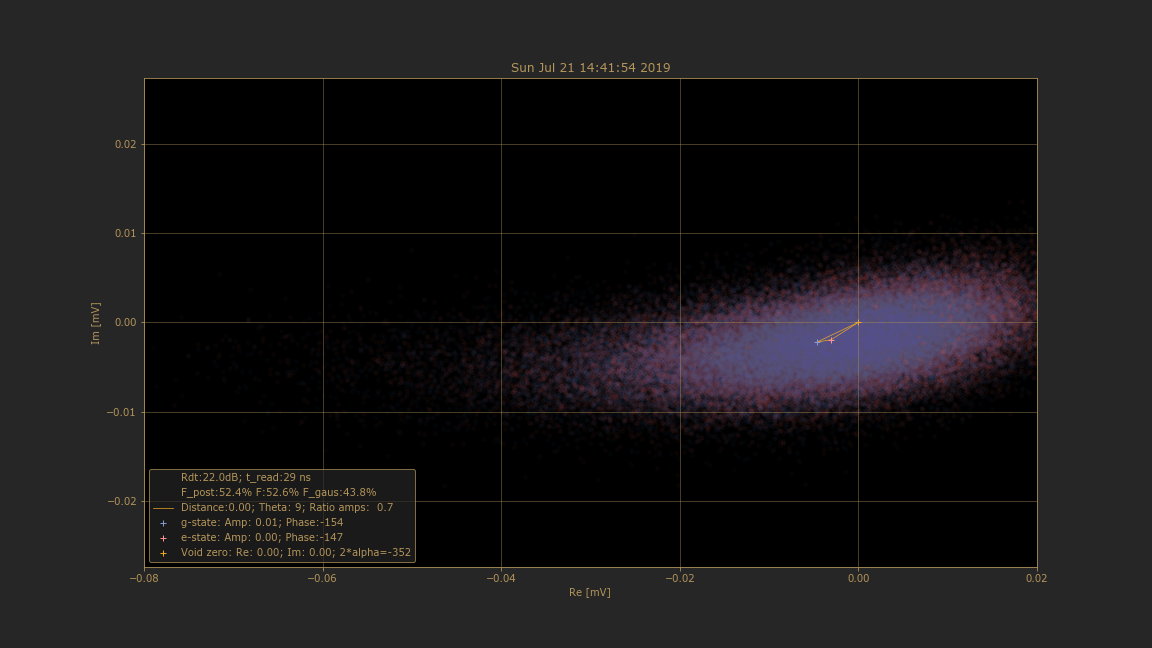 Sun Jul 21 14:41:54 2019
0.02
0.01
0.00
−0.01
−0.02
Im [mV]
Rdt:22.0dB; t_read:29 ns
F_post:52.4% F:52.6% F_gaus:43.8%
Distance:0.00; Theta: 9; Ratio amps:  0.7
g-state: Amp: 0.01; Phase:-154
e-state: Amp: 0.00; Phase:-147
Void zero: Re: 0.00; Im: 0.00; 2*alpha=-352
−0.08 −0.06 −0.04 −0.02 0.00 0.02
Re [mV]